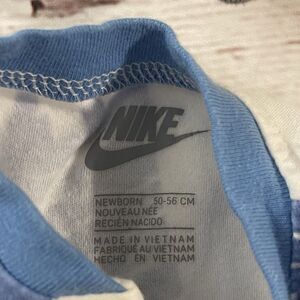 NIKE
NEWBORN 50-56 CM
NOUVEAU NÉE
RECIÉN NACIDO
MADE IN VIETNAM
FABRIQUÉ AU VIETNAM
HECHO EN VIETNAM